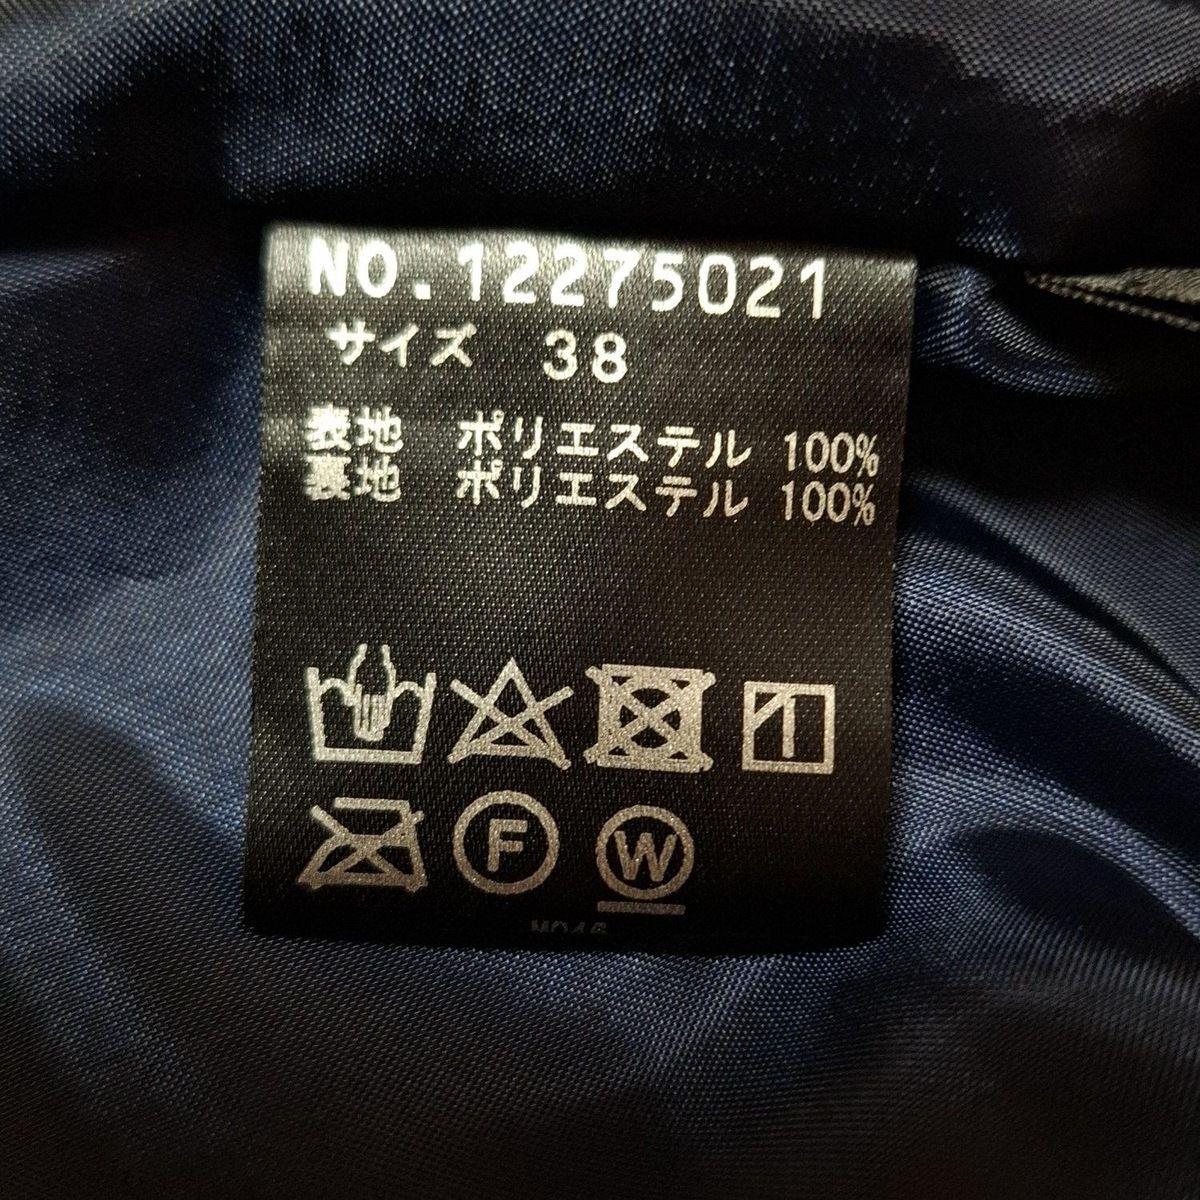 NO.12275021
サイズ 38
表地 ポリエステル 100%
裏地 ポリエステル 100%
F
W